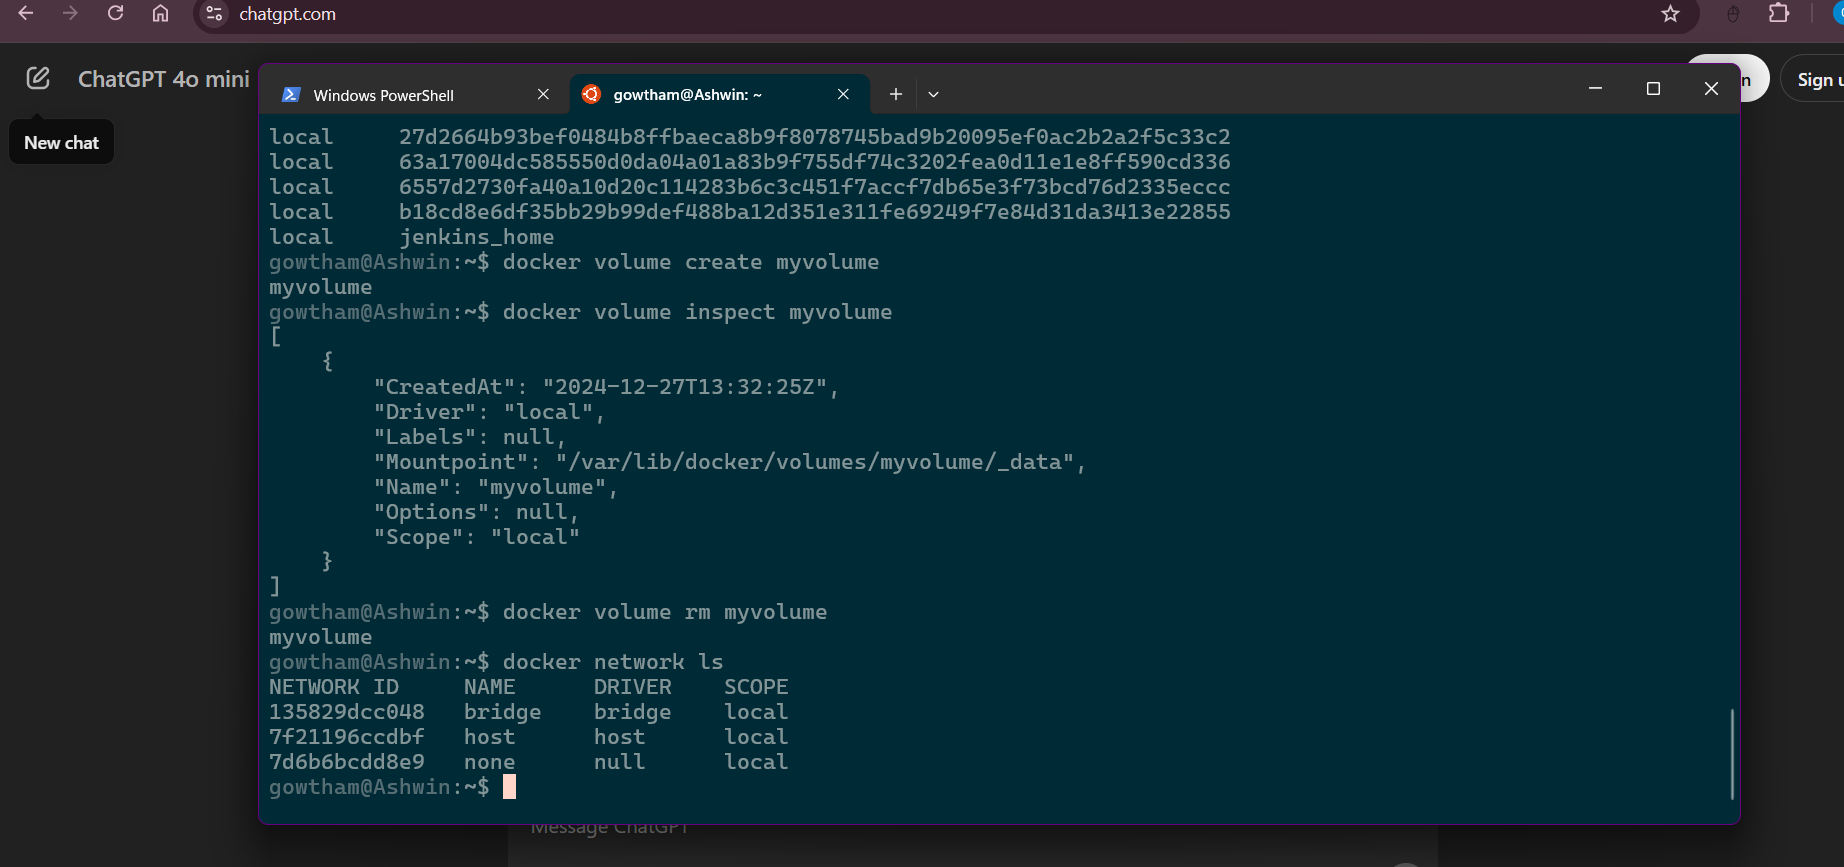 chatgpt.com
ChatGPT 4o mini
New chat
Sign
Windows PowerShell
gowtham@Ashwin: ~
local     27d2664b93bef0484b8ffbaeca8b9f8078745bad9b20095ef0ac2b2a2f5c33c2
local     63a17004dc585550d0da04a01a83b9f755df74c3202fea0d11e1e8ff590cd336
local     6557d2730fa40a10d20c114283b6c3c451f7accf7db65e3f73bcd76d2335eccc
local     b18cd8e6df35bb29b99def488ba12d351e311fe69249f7e84d31da3413e22855
local     jenkins_home
gowtham@Ashwin:~$ docker volume create myvolume
myvolume
gowtham@Ashwin:~$ docker volume inspect myvolume
[
    {
        "CreatedAt": "2024-12-27T13:32:25Z",
        "Driver": "local",
        "Labels": null,
        "Mountpoint": "/var/lib/docker/volumes/myvolume/_data",
        "Name": "myvolume",
        "Options": null,
        "Scope": "local"
    }
]
gowtham@Ashwin:~$ docker volume rm myvolume
myvolume
gowtham@Ashwin:~$ docker network ls
NETWORK ID     NAME      DRIVER    SCOPE
135829dcc048   bridge    bridge    local
7f21196ccdbf   host      host      local
7d6b6bcdd8e9   none      null      local
gowtham@Ashwin:~$
Message ChatGPT